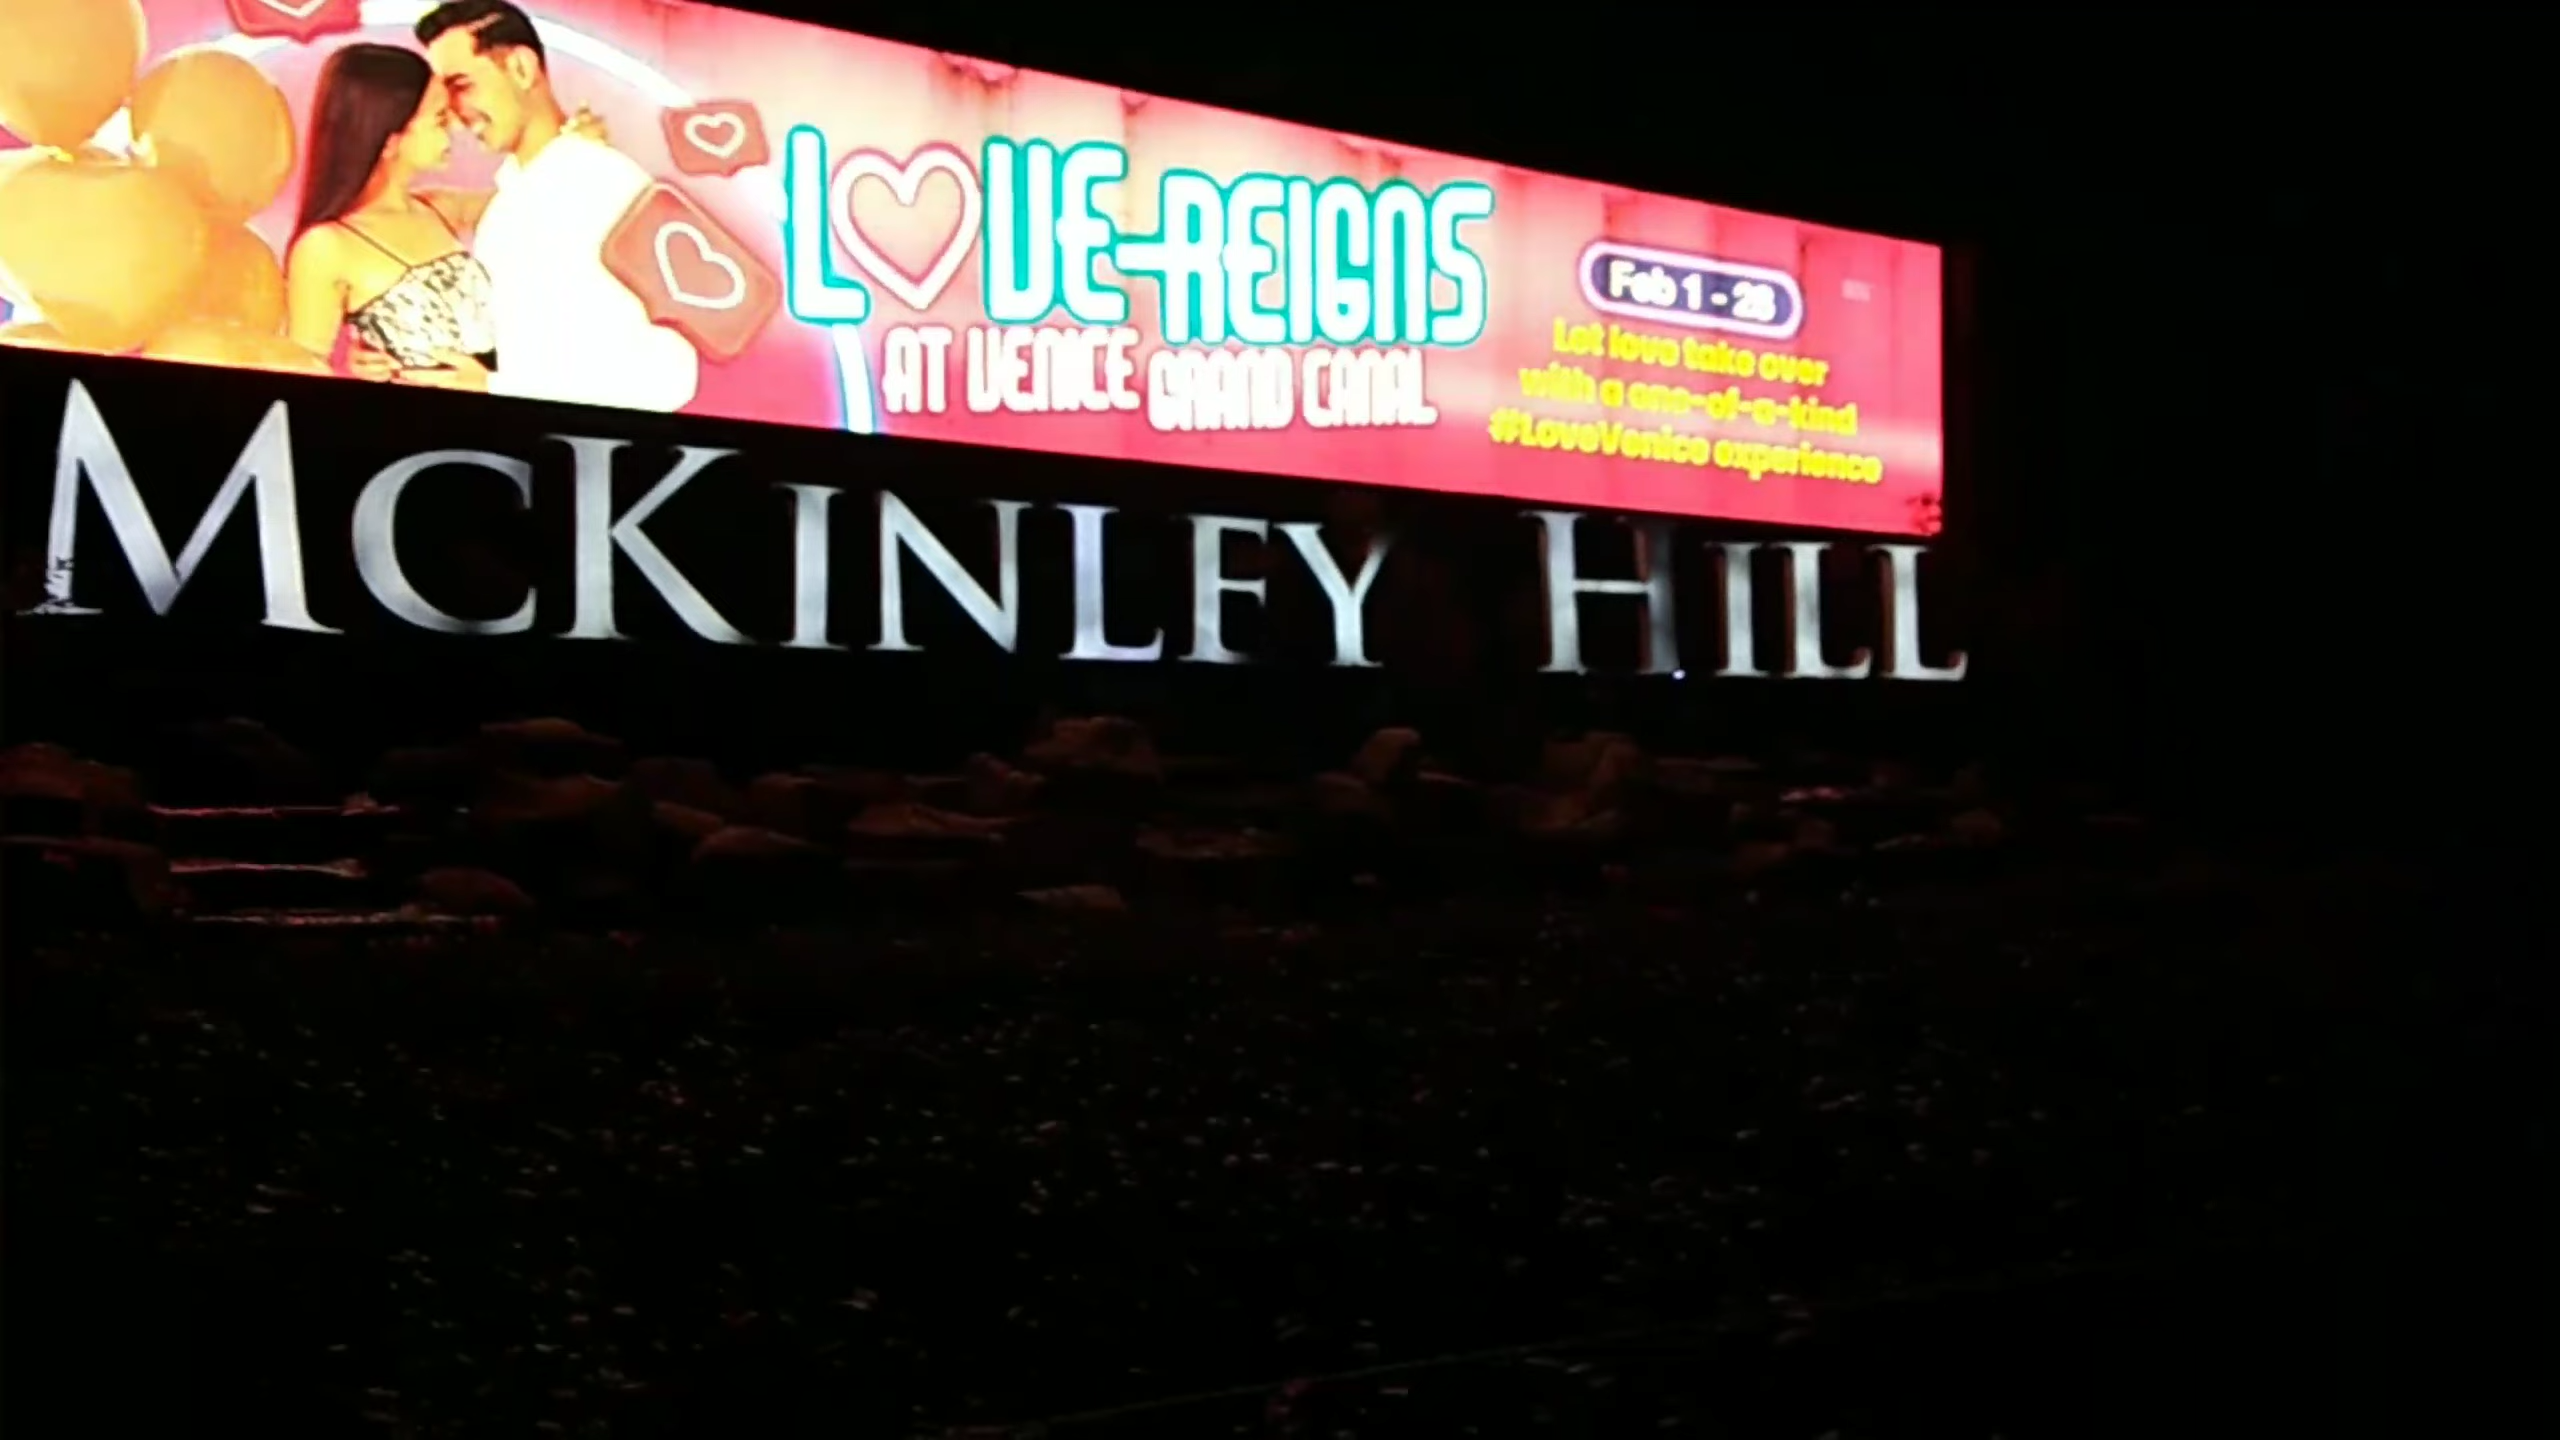 LOVE REIGNS
AT VENICE GRAND CANAL
Feb 1 - 28
Let love take over
with a one-of-a-kind
#LoveVenice experience
MCKINLEY HILL